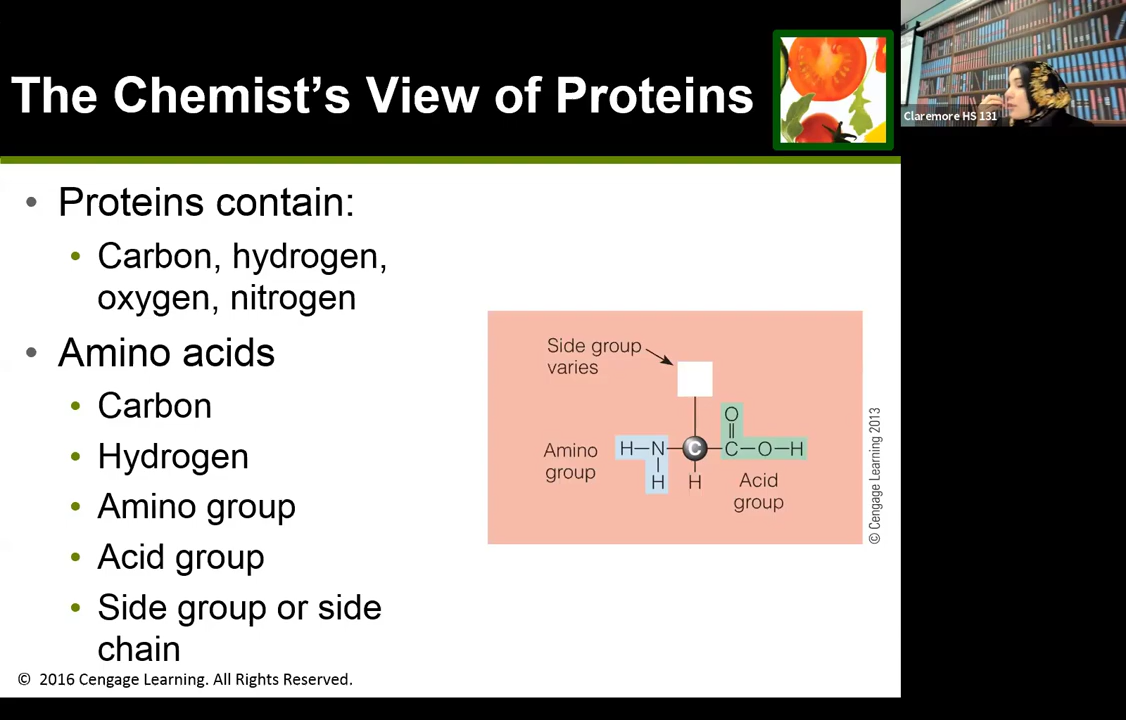 The Chemist’s View of Proteins
Claremore HS 131
• Proteins contain:
• Carbon, hydrogen,
oxygen, nitrogen
• Amino acids
• Carbon
• Hydrogen
• Amino group
• Acid group
• Side group or side
chain
Side group
varies
O
Amino
group
H—N
C
C—O—H
H
H
Acid
group
© Cengage Learning 2013
© 2016 Cengage Learning. All Rights Reserved.